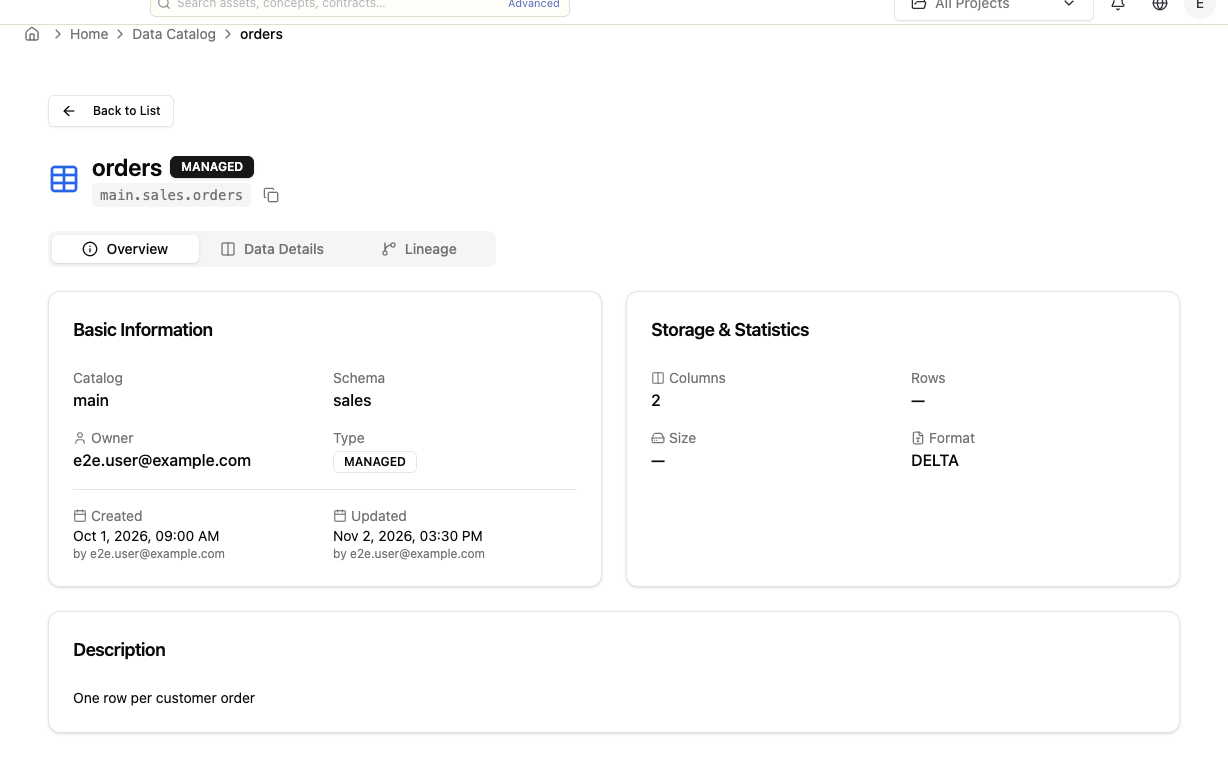 Search assets, concepts, contracts... Advanced All Projects E
Home Data Catalog orders
Back to List
orders MANAGED
main.sales.orders
Overview Data Details Lineage
Basic Information
Catalog Schema
main sales
Owner Type
e2e.user@example.com MANAGED
Created Updated
Oct 1, 2026, 09:00 AM Nov 2, 2026, 03:30 PM
by e2e.user@example.com by e2e.user@example.com
Storage & Statistics
Columns Rows
2 —
Size Format
— DELTA
Description
One row per customer order